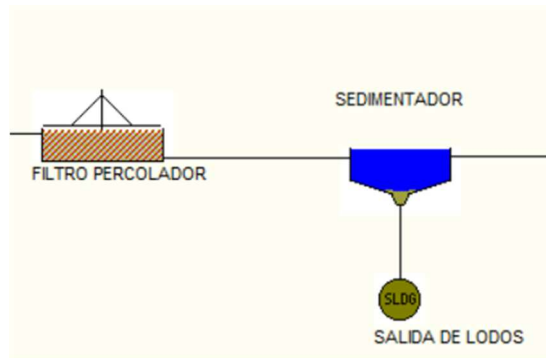 SEDIMENTADOR
FILTRO PERCOLADOR
SLDG
SALIDA DE LODOS